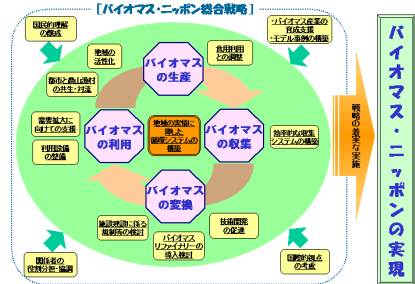 [バイオマス・ニッポン総合戦略]
国民的理解
の醸成
・バイオマス産業の
育成支援
・モデル事例の構築
地域の
活性化
バイオマス
の生産
食用利用
との調整
都市と農山漁村
の共生・対流
需要拡大に
向けての支援
バイオマス
の利用
地域の実情に
即した
循環システムの
構築
バイオマス
の収集
効率的な収集
システムの構築
利用設備
の整備
バイオマス
の変換
施設建設に係る
規制等の検討
バイオマス
リファイナリーの
導入検討
技術開発
の促進
関係者の
役割分担・協調
国際的視点
の考慮
戦略の着実な実施
バイオマス・ニッポンの実現